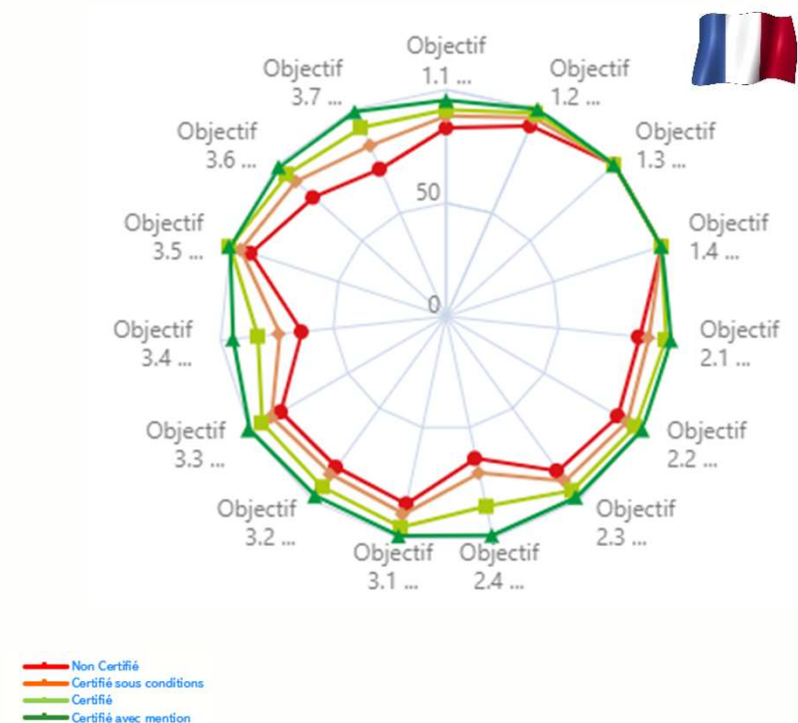 Objectif
1.1 ...
Objectif
1.2 ...
Objectif
1.3 ...
Objectif
1.4 ...
Objectif
2.1 ...
Objectif
2.2 ...
Objectif
2.3 ...
Objectif
2.4 ...
Objectif
3.1 ...
Objectif
3.2 ...
Objectif
3.3 ...
Objectif
3.4 ...
Objectif
3.5 ...
Objectif
3.6 ...
Objectif
3.7 ...
50
0
Non Certifié
Certifié sous conditions
Certifié
Certifié avec mention